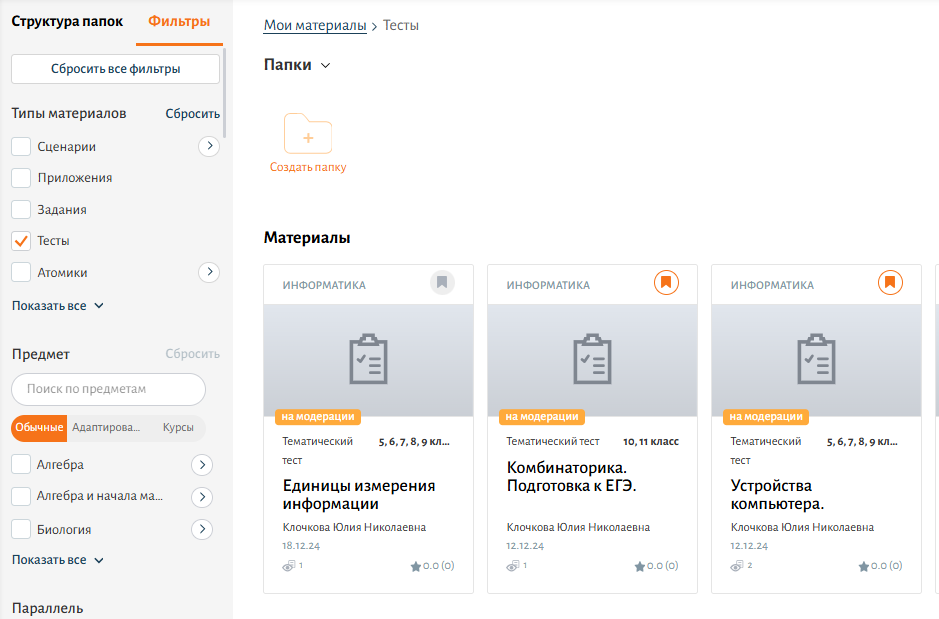 Структура папок
Фильтры
Сбросить все фильтры
Типы материалов
Сбросить
Сценарии
Приложения
Задания
Тесты
Атомики
Показать все
Предмет
Сбросить
Поиск по предметам
Обычные
Адаптирова...
Курсы
Алгебра
Алгебра и начала ма...
Биология
Показать все
Параллель
Мои материалы > Тесты
Папки
Создать папку
Материалы
ИНФОРМАТИКА
на модерации
Тематический тест
5, 6, 7, 8, 9 кл...
Единицы измерения
информации
Клочкова Юлия Николаевна
18.12.24
1
0.0 (0)
ИНФОРМАТИКА
на модерации
Тематический тест
10, 11 класс
Комбинаторика.
Подготовка к ЕГЭ.
Клочкова Юлия Николаевна
12.12.24
1
0.0 (0)
ИНФОРМАТИКА
на модерации
Тематический тест
5, 6, 7, 8, 9 кл...
Устройства
компьютера.
Клочкова Юлия Николаевна
12.12.24
2
0.0 (0)